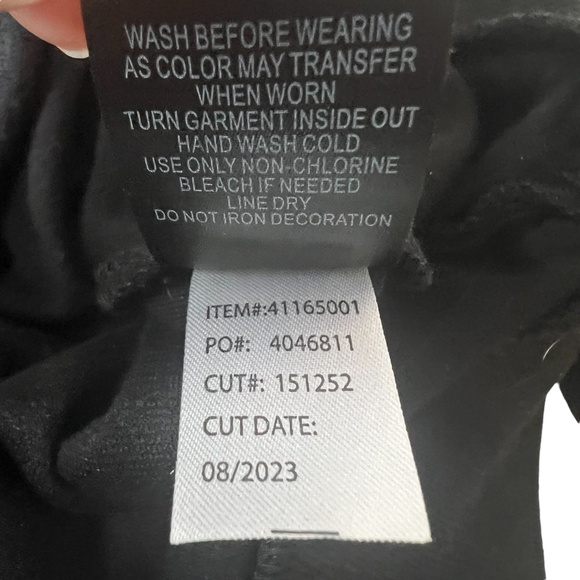 WASH BEFORE WEARING
AS COLOR MAY TRANSFER
WHEN WORN
TURN GARMENT INSIDE OUT
HAND WASH COLD
USE ONLY NON-CHLORINE
BLEACH IF NEEDED
LINE DRY
DO NOT IRON DECORATION
ITEM#:41165001
PO#: 4046811
CUT#: 151252
CUT DATE:
08/2023